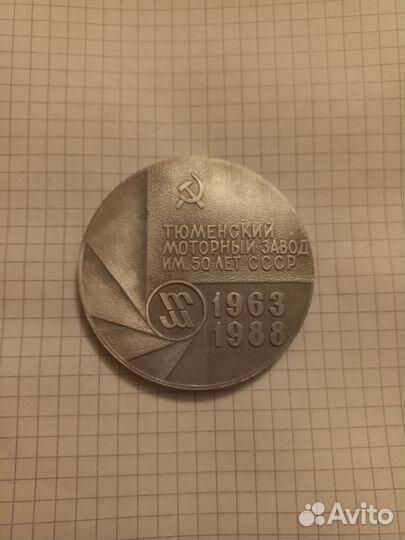 ТЮМЕНСКИЙ
МОТОРНЫЙ ЗАВОД
ИМ. 50 ЛЕТ СССР
1963
1988
Avito